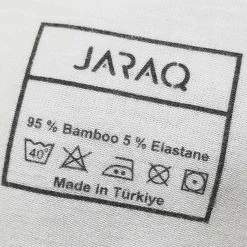 JARAQ
95 % Bamboo 5 % Elastane
40°
Made in Türkiye